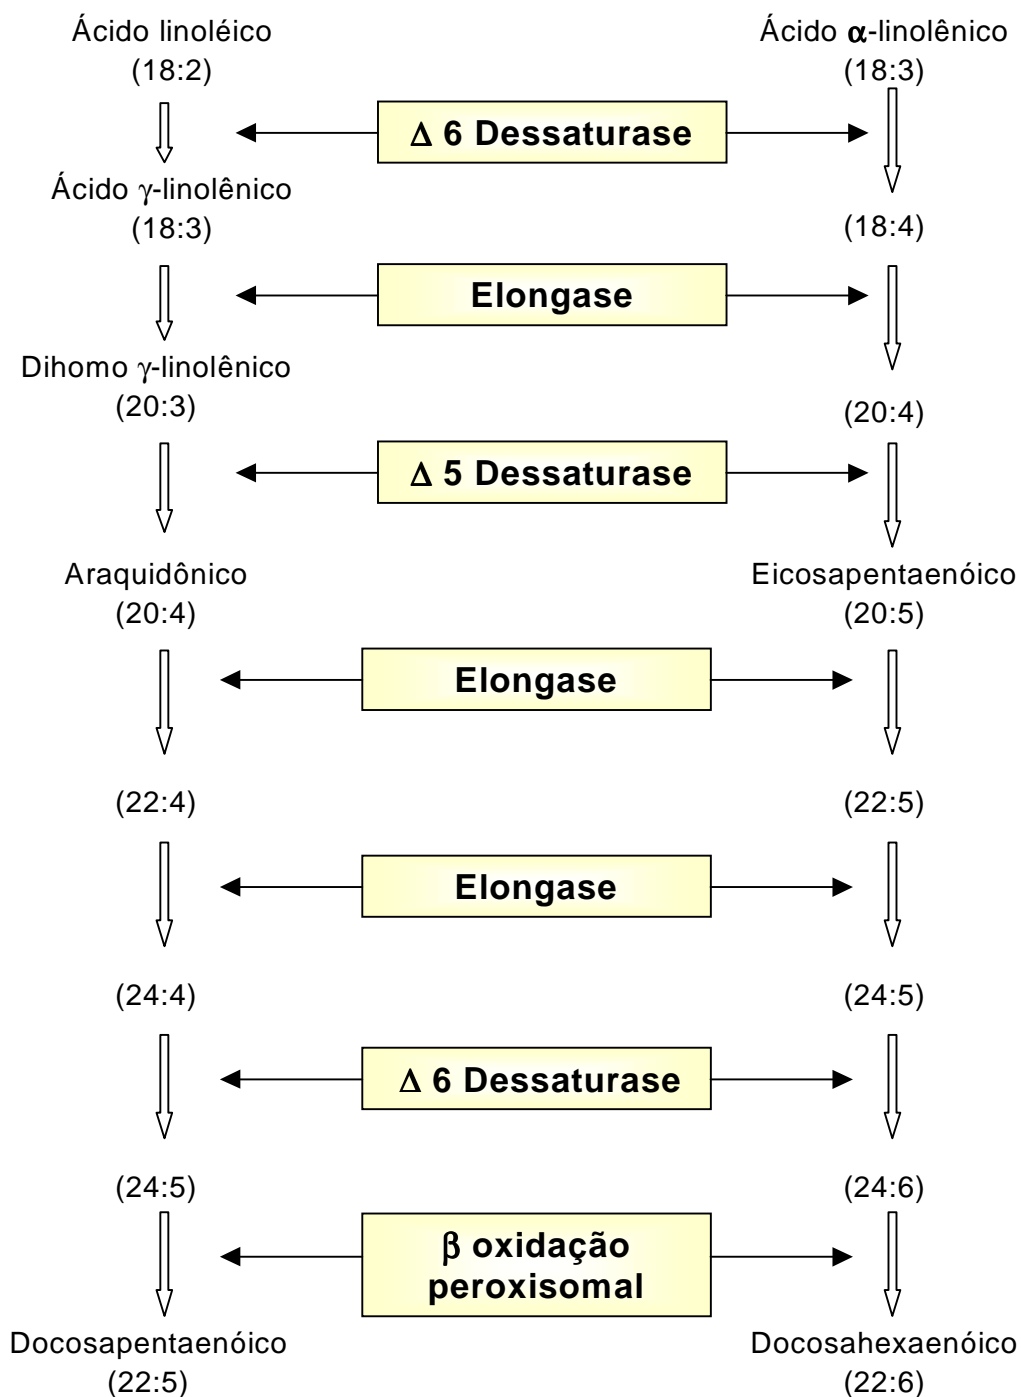 Ácido linoléico
(18:2)
Ácido α-linolênico
(18:3)
Δ 6 Dessaturase
Ácido γ-linolênico
(18:3)
(18:4)
Elongase
Dihomo γ-linolênico
(20:3)
(20:4)
Δ 5 Dessaturase
Araquidônico
(20:4)
Eicosapentaenóico
(20:5)
Elongase
(22:4)
(22:5)
Elongase
(24:4)
(24:5)
Δ 6 Dessaturase
(24:5)
(24:6)
β oxidação
peroxisomal
Docosapentaenóico
(22:5)
Docosahexaenóico
(22:6)